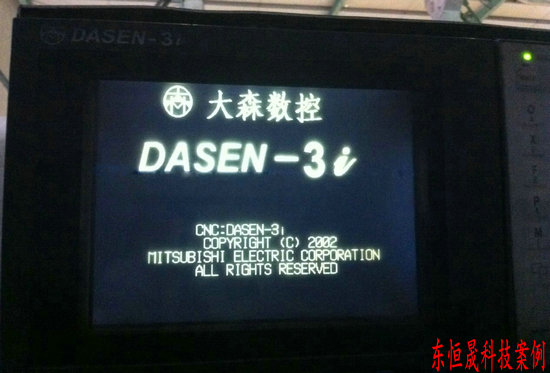 DASEN-3i
大森数控
DASEN-3i
CNC:DASEN-3i
COPYRIGHT (C) 2002
MITSUBISHI ELECTRIC CORPORATION
ALL RIGHTS RESERVED
东恒晟科技案例